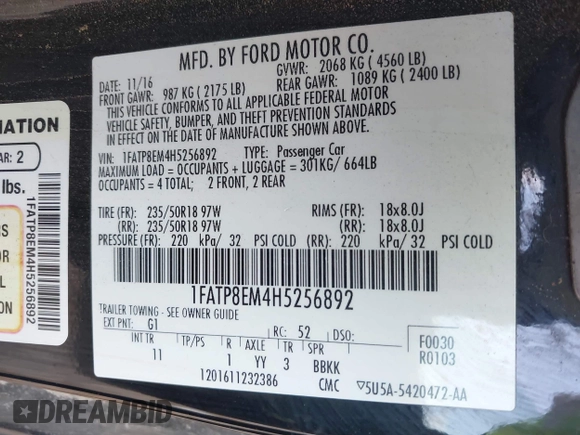 MFD. BY FORD MOTOR CO.
DATE: 11/16
GVWR: 2068 KG (4560 LB)
FRONT GAWR: 987 KG (2175 LB)
REAR GAWR: 1089 KG (2400 LB)
THIS VEHICLE CONFORMS TO ALL APPLICABLE FEDERAL MOTOR
VEHICLE SAFETY, BUMPER, AND THEFT PREVENTION STANDARDS
IN EFFECT ON THE DATE OF MANUFACTURE SHOWN ABOVE.
VIN: 1FATP8EM4H5256892 TYPE: Passenger Car
MAXIMUM LOAD = OCCUPANTS + LUGGAGE = 301KG/ 664LB
OCCUPANTS = 4 TOTAL; 2 FRONT, 2 REAR
TIRE (FR): 235/50R18 97W RIMS (FR): 18x8.0J
(RR): 235/50R18 97W (RR): 18x8.0J
PRESSURE (FR): 220 kPa/ 32 PSI COLD (RR): 220 kPa/ 32 PSI COLD
1FATP8EM4H5256892
TRAILER TOWING - SEE OWNER GUIDE
EXT PNT: G1 RC: 52 DSO:
F0030
R0103
INT TR TP/PS R AXLE TR SPR
11 1 YY 3 BBKK
1201611232386 CMC
▽5U5A-5420472-AA
MATION
AR: 2
lbs.
1FATP8EM4H5256892
RS
OR
L
ION
DREAMBID